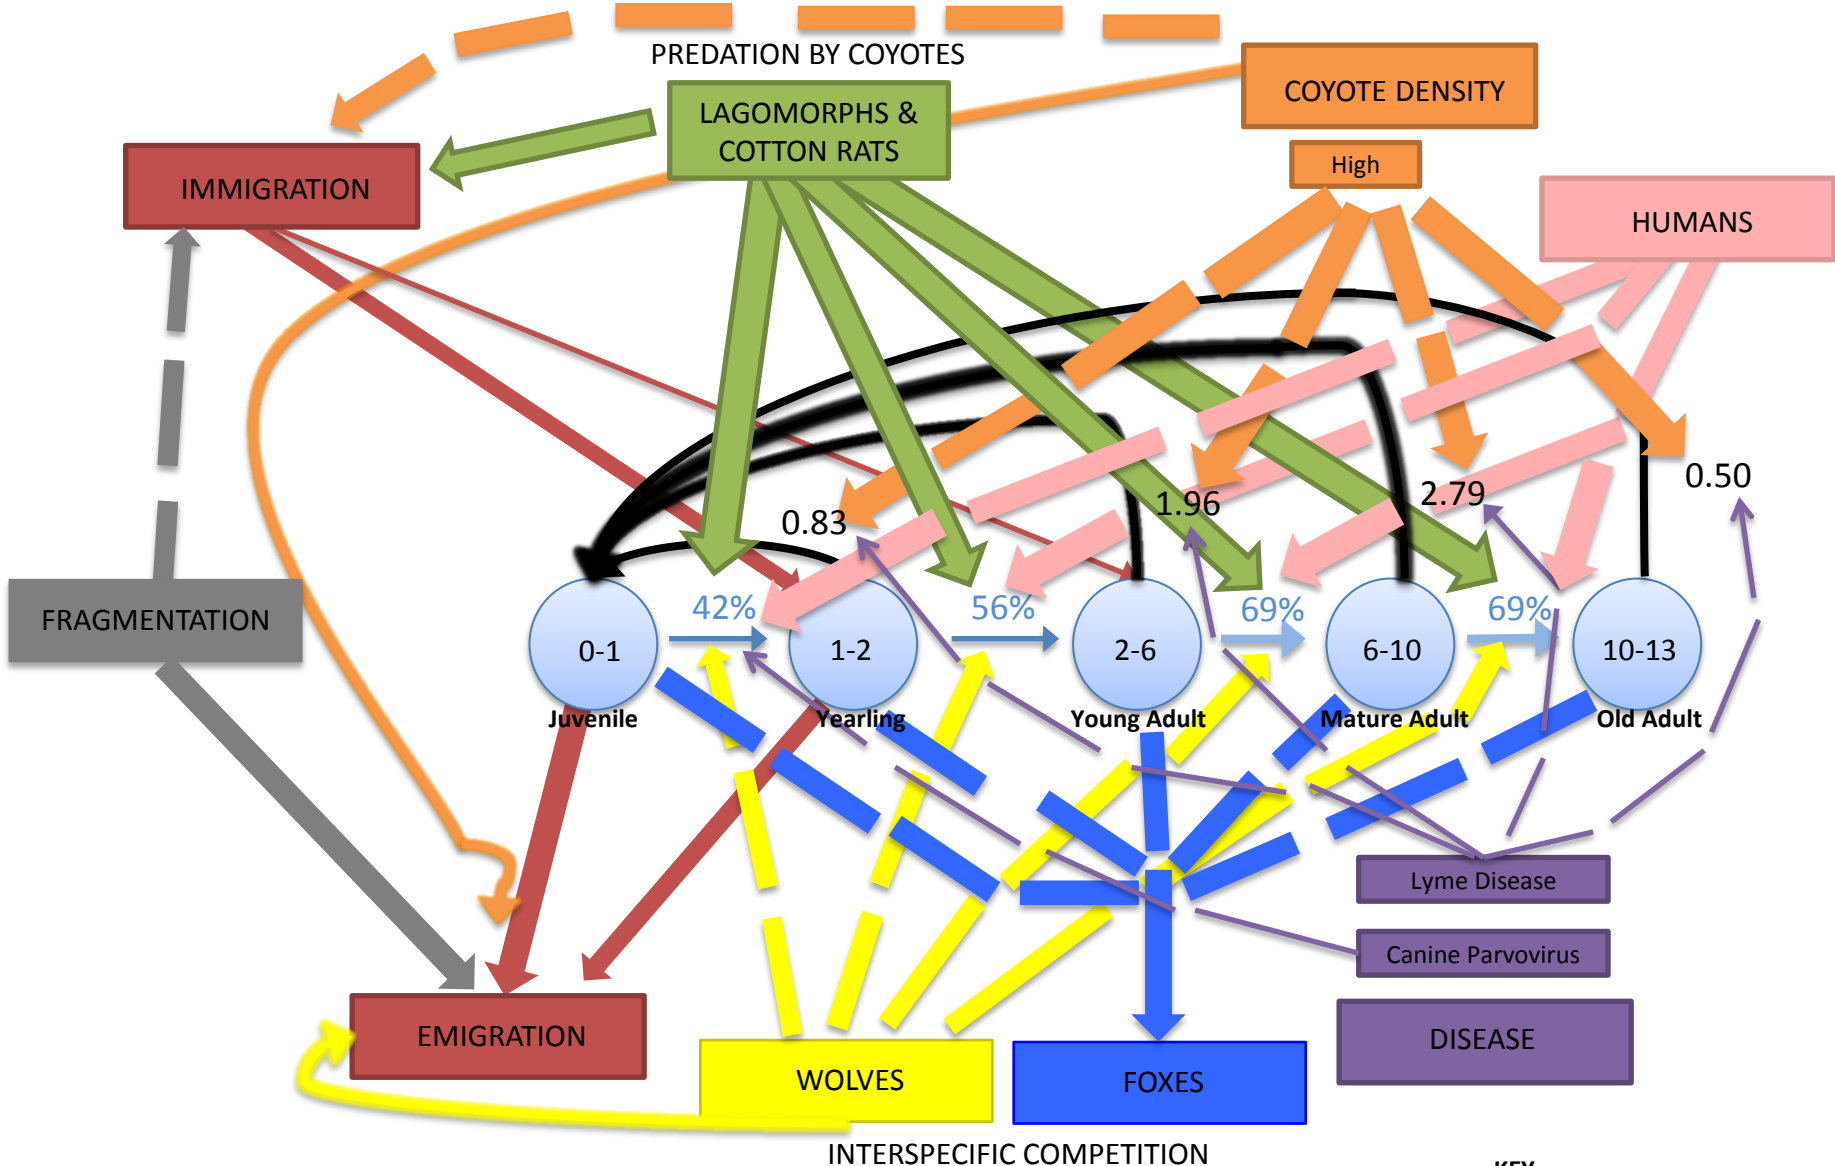 PREDATION BY COYOTES
LAGOMORPHS &
COTTON RATS
COYOTE DENSITY
High
IMMIGRATION
HUMANS
0.83
1.96
2.79
0.50
FRAGMENTATION
42%
56%
69%
69%
0-1
1-2
2-6
6-10
10-13
Juvenile
Yearling
Young Adult
Mature Adult
Old Adult
Lyme Disease
Canine Parvovirus
DISEASE
EMIGRATION
WOLVES
FOXES
INTERSPECIFIC COMPETITION
KEY